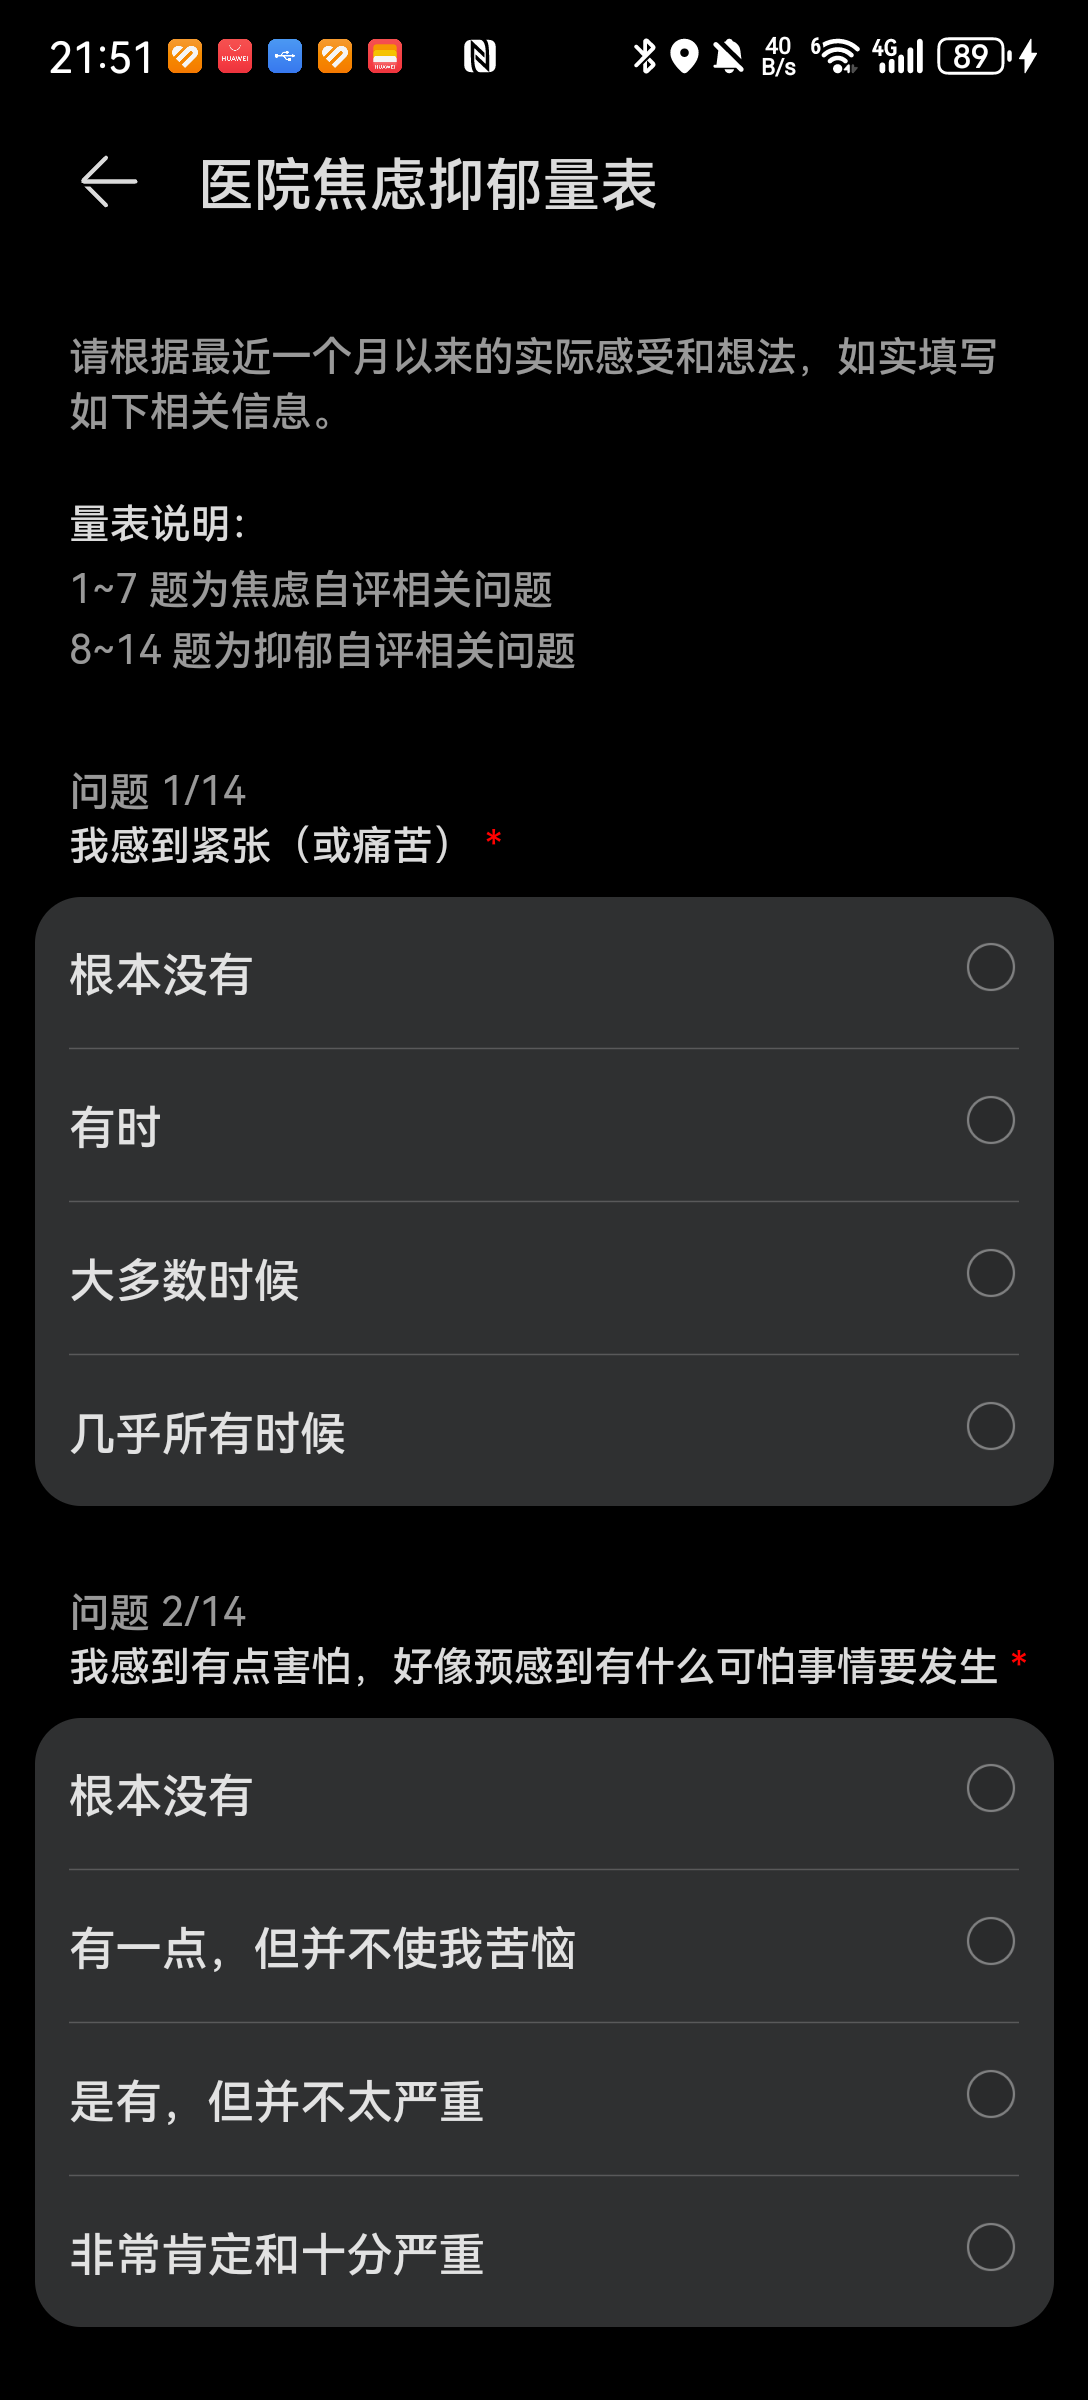 21:51 HUAWEI HUAWEI 40 B/s 6 4G 89
医院焦虑抑郁量表
请根据最近一个月以来的实际感受和想法，如实填写
如下相关信息。
量表说明：
1~7 题为焦虑自评相关问题
8~14 题为抑郁自评相关问题
问题 1/14
我感到紧张（或痛苦） *
根本没有
有时
大多数时候
几乎所有时候
问题 2/14
我感到有点害怕，好像预感到有什么可怕事情要发生 *
根本没有
有一点，但并不使我苦恼
是有，但并不太严重
非常肯定和十分严重